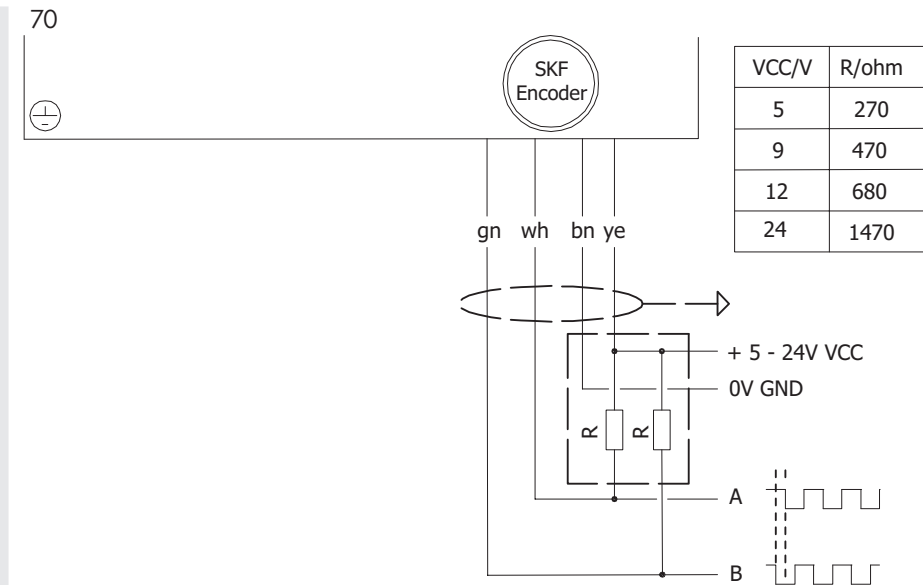 70
SKF
Encoder
VCC/V R/ohm
5 270
9 470
12 680
24 1470
gn wh bn ye
+ 5 - 24V VCC
0V GND
R R
A
B